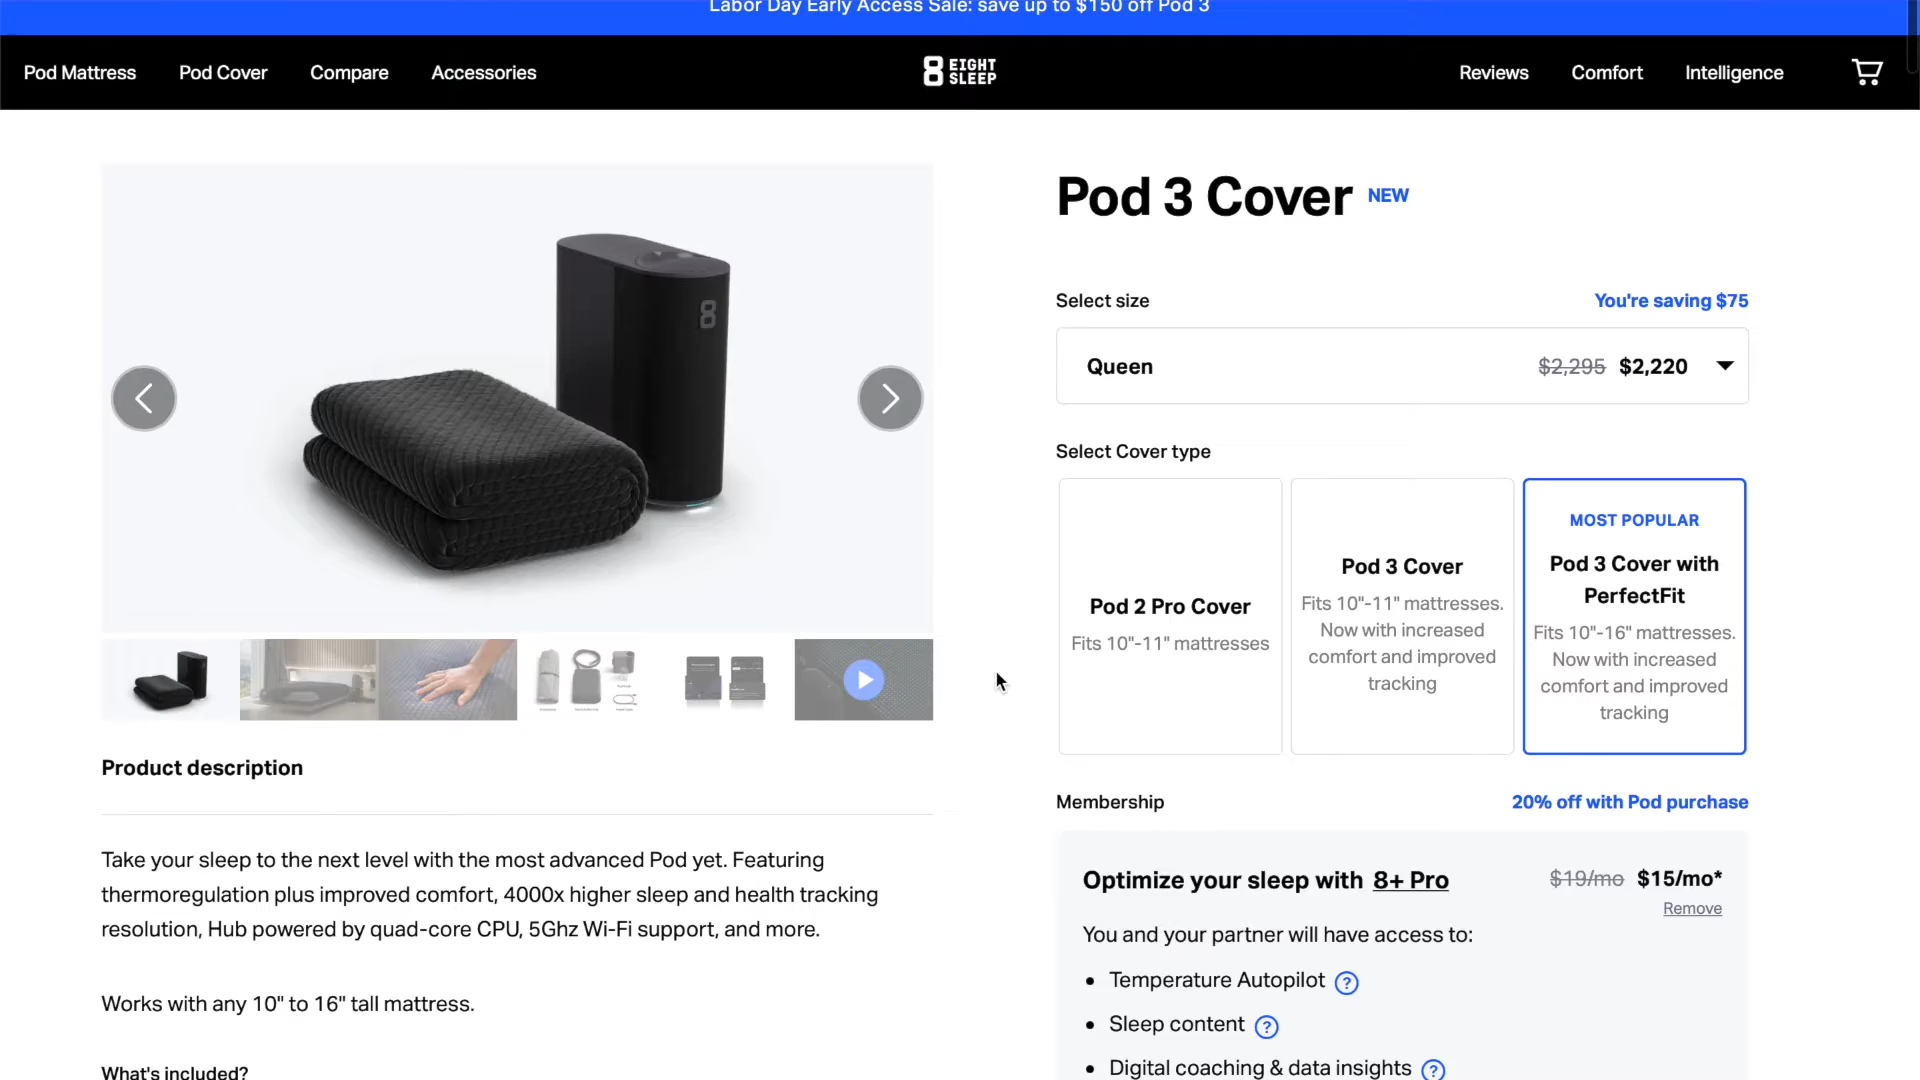 Labor Day Early Access Sale: save up to $150 off Pod 3
Pod Mattress
Pod Cover
Compare
Accessories
8 EIGHT SLEEP
Reviews
Comfort
Intelligence
8
Pod 3 Cover NEW
Select size
You're saving $75
Queen
$2,295 $2,220
Select Cover type
Pod 2 Pro Cover
Fits 10"-11" mattresses
Pod 3 Cover
Fits 10"-11" mattresses.
Now with increased
comfort and improved
tracking
MOST POPULAR
Pod 3 Cover with
PerfectFit
Fits 10"-16" mattresses.
Now with increased
comfort and improved
tracking
Product description
Take your sleep to the next level with the most advanced Pod yet. Featuring
thermoregulation plus improved comfort, 4000x higher sleep and health tracking
resolution, Hub powered by quad-core CPU, 5Ghz Wi-Fi support, and more.
Works with any 10" to 16" tall mattress.
What's included?
Membership
20% off with Pod purchase
Optimize your sleep with 8+ Pro
$19/mo $15/mo*
Remove
You and your partner will have access to:
• Temperature Autopilot ?
• Sleep content ?
• Digital coaching & data insights ?